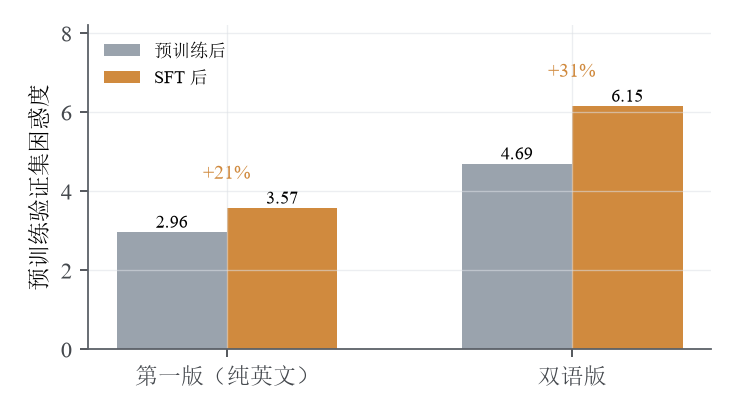 预训练后
SFT 后
预训练验证集困惑度
8
6
4
2
0
+21%
+31%
2.96
3.57
4.69
6.15
第一版（纯英文）
双语版